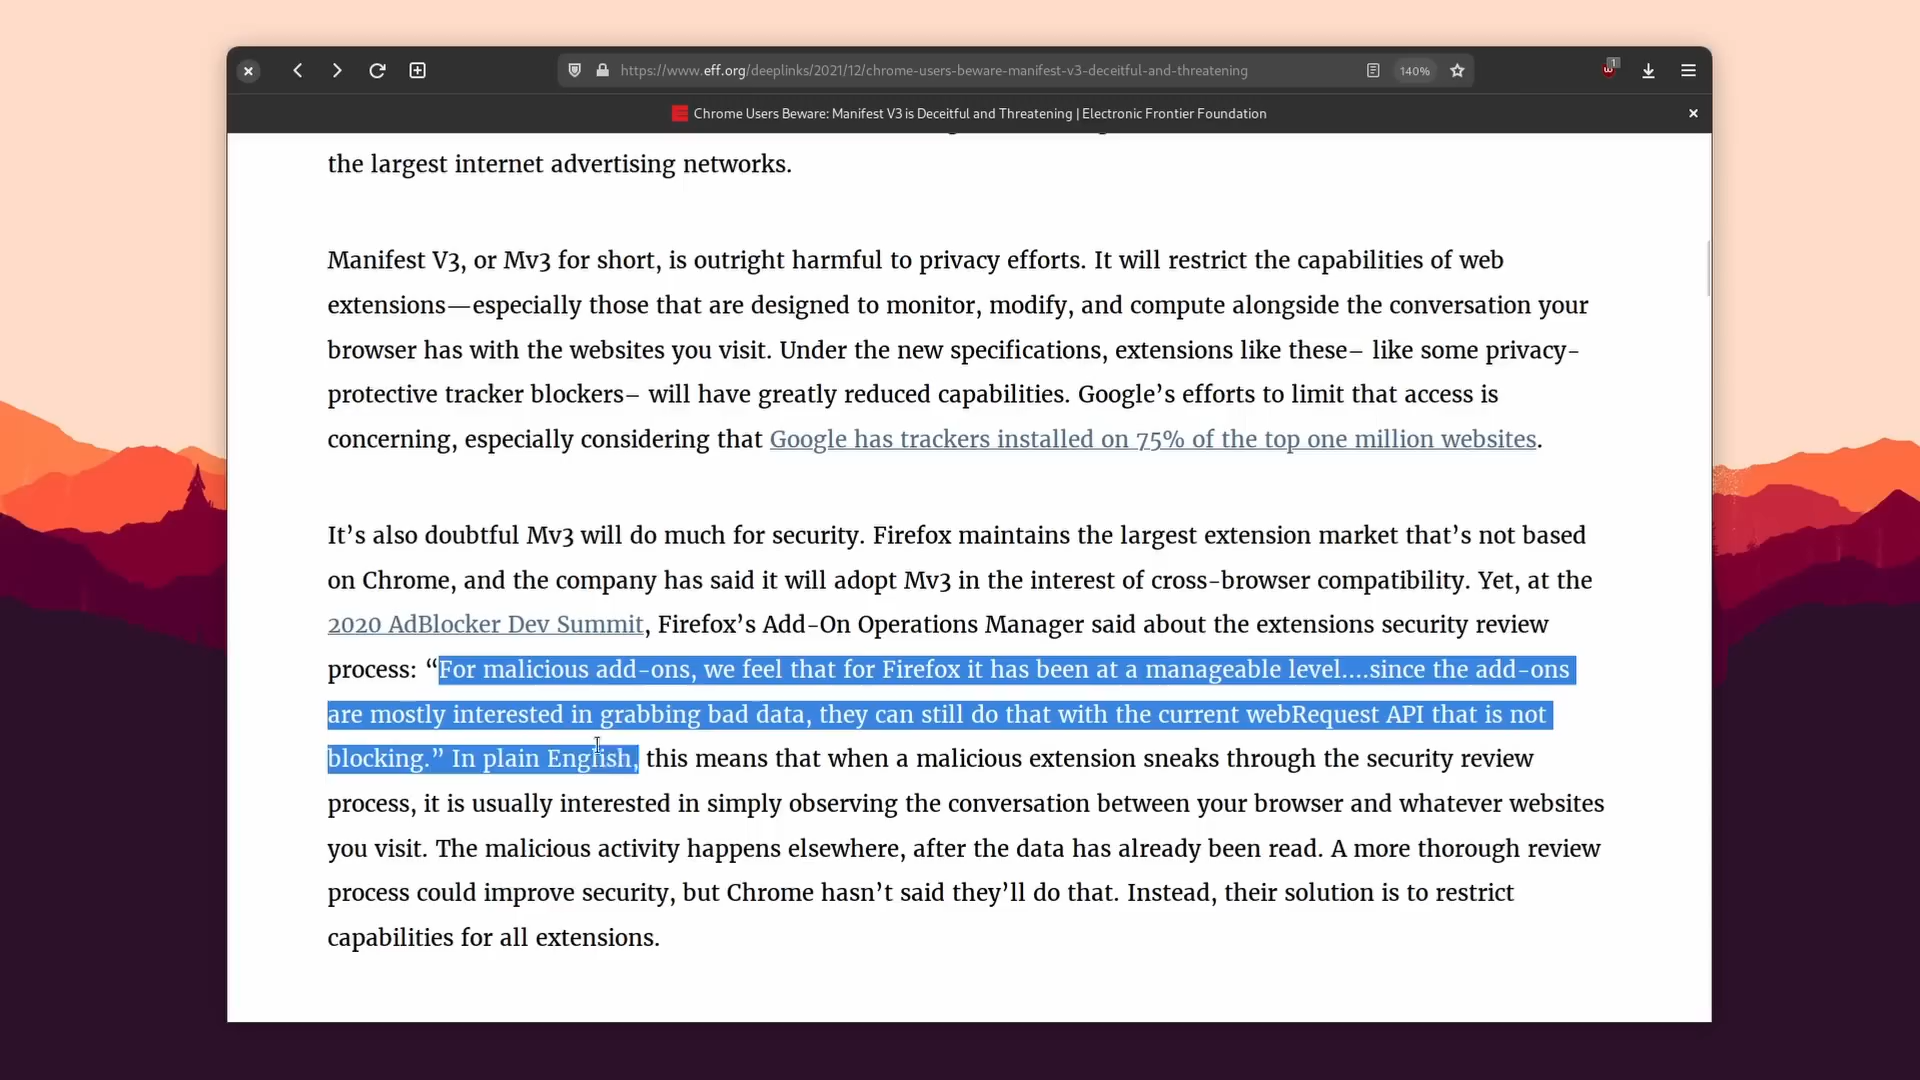 https://www.eff.org/deeplinks/2021/12/chrome-users-beware-manifest-v3-deceitful-and-threatening
140%
1
Chrome Users Beware: Manifest V3 is Deceitful and Threatening | Electronic Frontier Foundation
the largest internet advertising networks.
Manifest V3, or Mv3 for short, is outright harmful to privacy efforts. It will restrict the capabilities of web
extensions—especially those that are designed to monitor, modify, and compute alongside the conversation your
browser has with the websites you visit. Under the new specifications, extensions like these– like some privacy-
protective tracker blockers– will have greatly reduced capabilities. Google’s efforts to limit that access is
concerning, especially considering that Google has trackers installed on 75% of the top one million websites.
It’s also doubtful Mv3 will do much for security. Firefox maintains the largest extension market that’s not based
on Chrome, and the company has said it will adopt Mv3 in the interest of cross-browser compatibility. Yet, at the
2020 AdBlocker Dev Summit, Firefox’s Add-On Operations Manager said about the extensions security review
process: “For malicious add-ons, we feel that for Firefox it has been at a manageable level....since the add-ons
are mostly interested in grabbing bad data, they can still do that with the current webRequest API that is not
blocking.” In plain English, this means that when a malicious extension sneaks through the security review
process, it is usually interested in simply observing the conversation between your browser and whatever websites
you visit. The malicious activity happens elsewhere, after the data has already been read. A more thorough review
process could improve security, but Chrome hasn’t said they’ll do that. Instead, their solution is to restrict
capabilities for all extensions.